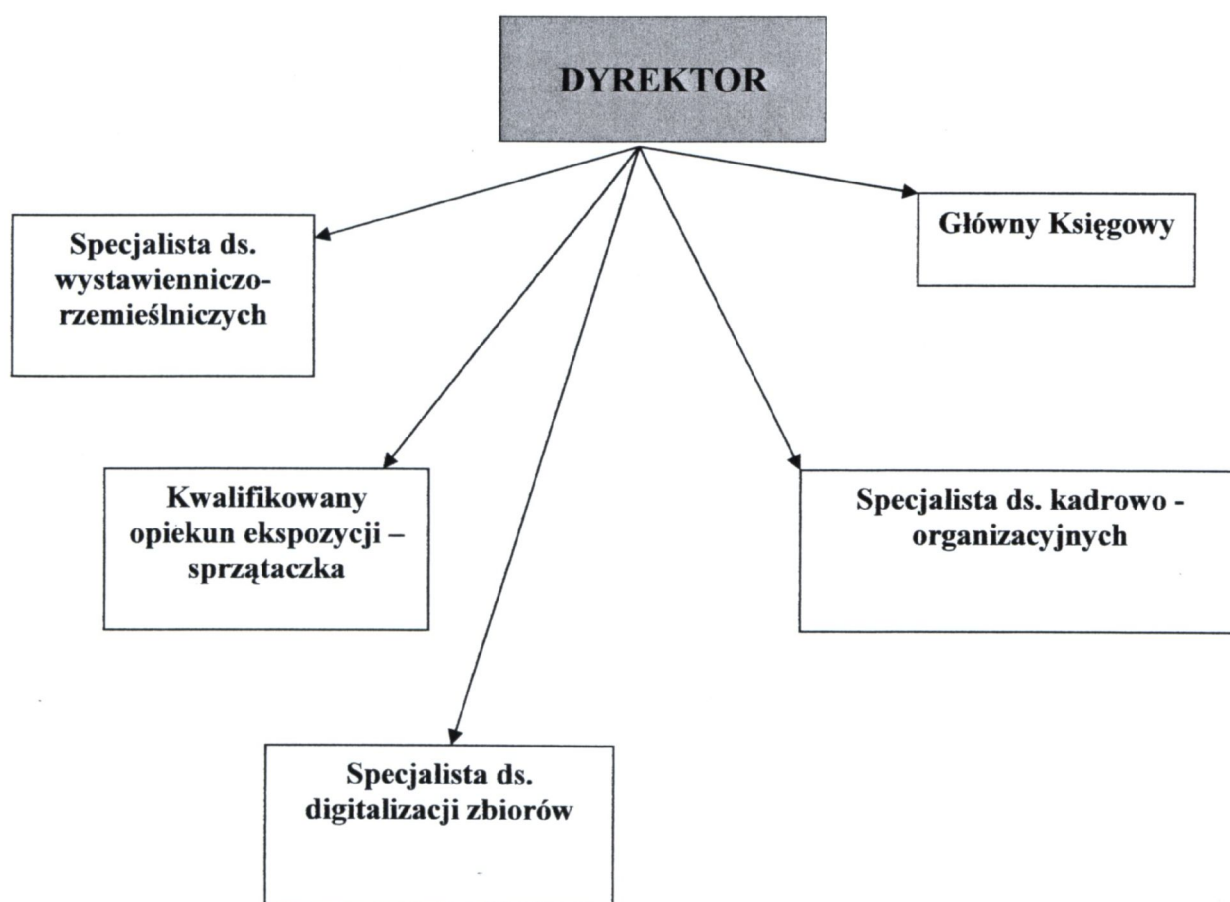 DYREKTOR
Specjalista ds.
wystawienniczo-
rzemieślniczych
Główny Księgowy
Kwalifikowany
opiekun ekspozycji –
sprzątaczka
Specjalista ds. kadrowo -
organizacyjnych
Specjalista ds.
digitalizacji zbiorów